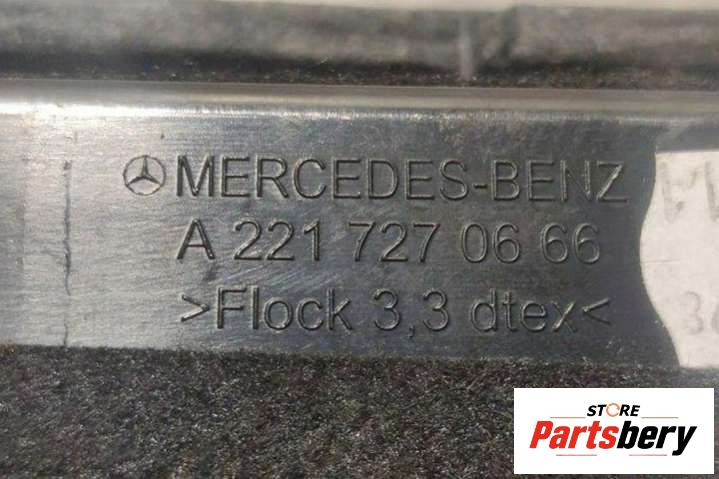 MERCEDES-BENZ
A 221 727 06 66
>Flock 3,3 dtex<
STORE
Partsbery